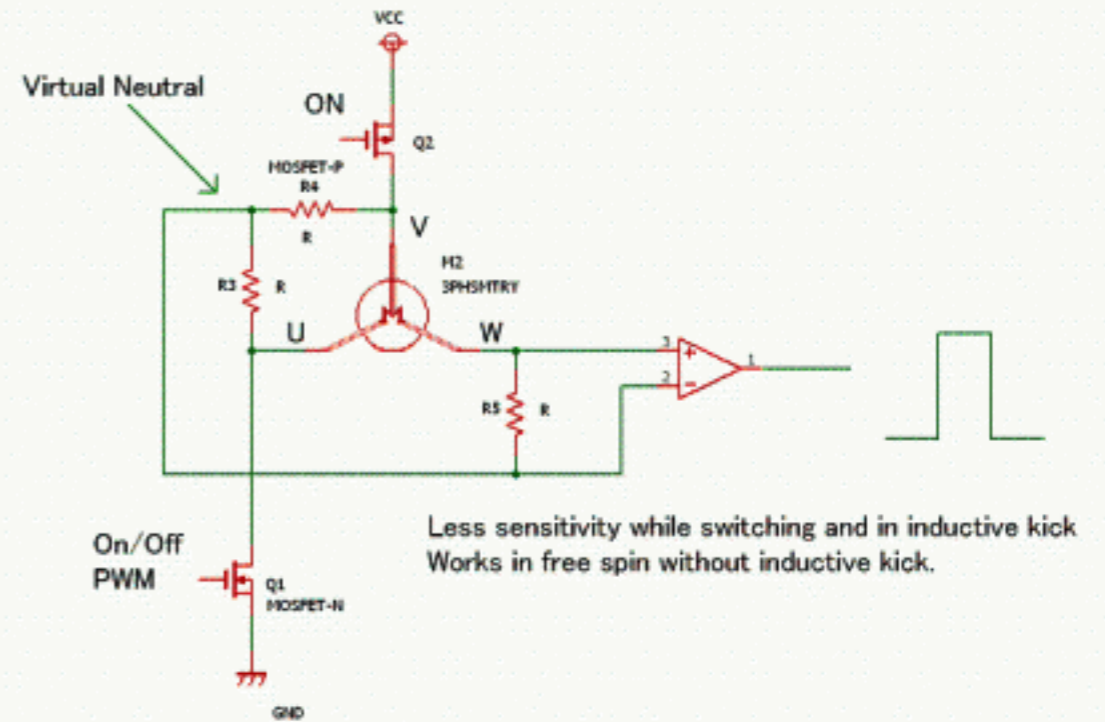 VCC
Virtual Neutral
ON
Q2
MOSFET-P
R4
R
V
M2
3PHSMTRY
R3 R
U
W
3
+
1
2
-
R5 R
On/Off
PWM
Q1
MOSFET-N
GND
Less sensitivity while switching and in inductive kick
Works in free spin without inductive kick.